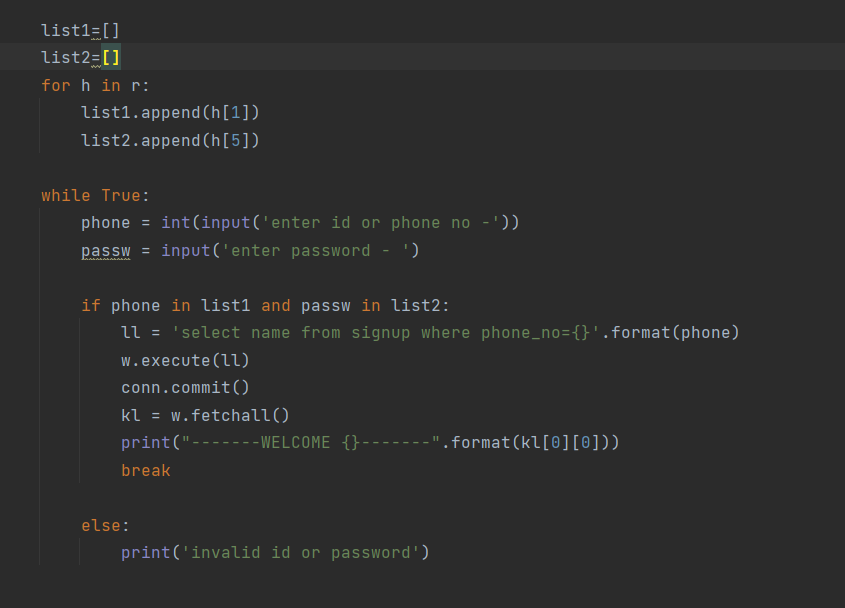 list1=[]
list2=[]
for h in r:
    list1.append(h[1])
    list2.append(h[5])
while True:
    phone = int(input('enter id or phone no -'))
    passw = input('enter password - ')
    if phone in list1 and passw in list2:
        ll = 'select name from signup where phone_no={}'.format(phone)
        w.execute(ll)
        conn.commit()
        kl = w.fetchall()
        print("-------WELCOME {}-------".format(kl[0][0]))
        break
    else:
        print('invalid id or password')